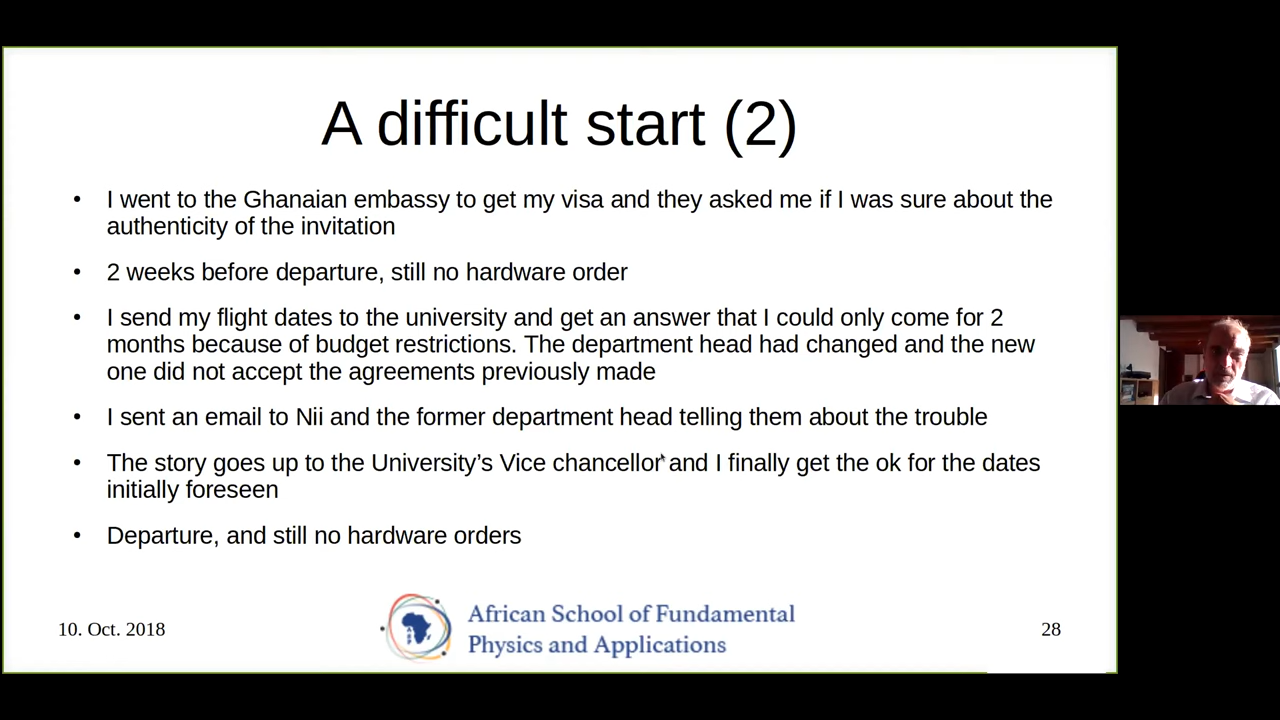 A difficult start (2)
• I went to the Ghanaian embassy to get my visa and they asked me if I was sure about the
authenticity of the invitation
• 2 weeks before departure, still no hardware order
• I send my flight dates to the university and get an answer that I could only come for 2
months because of budget restrictions. The department head had changed and the new
one did not accept the agreements previously made
• I sent an email to Nii and the former department head telling them about the trouble
• The story goes up to the University’s Vice chancellor and I finally get the ok for the dates
initially foreseen
• Departure, and still no hardware orders
10. Oct. 2018
African School of Fundamental
Physics and Applications
28